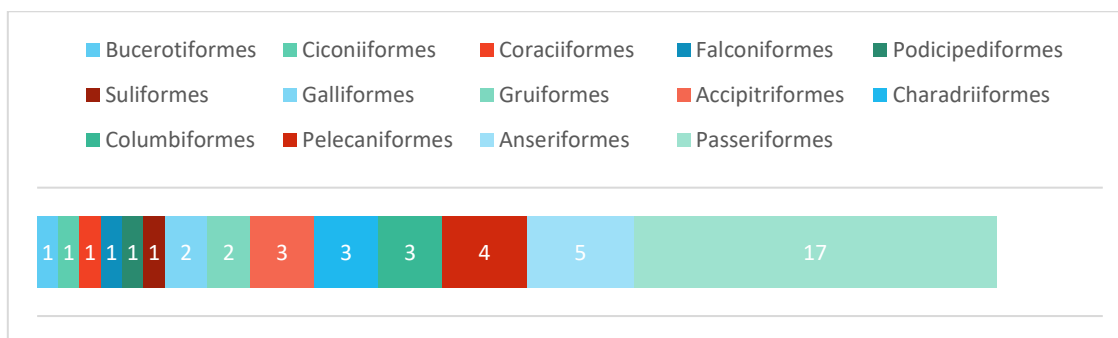 Bucerotiformes Ciconiiformes Coraciiformes Falconiformes Podicipediformes
Suliformes Galliformes Gruiformes Accipitriformes Charadriiformes
Columbiformes Pelecaniformes Anseriformes Passeriformes
1 1 1 1 1 1 2 2 3 3 3 4 5 17